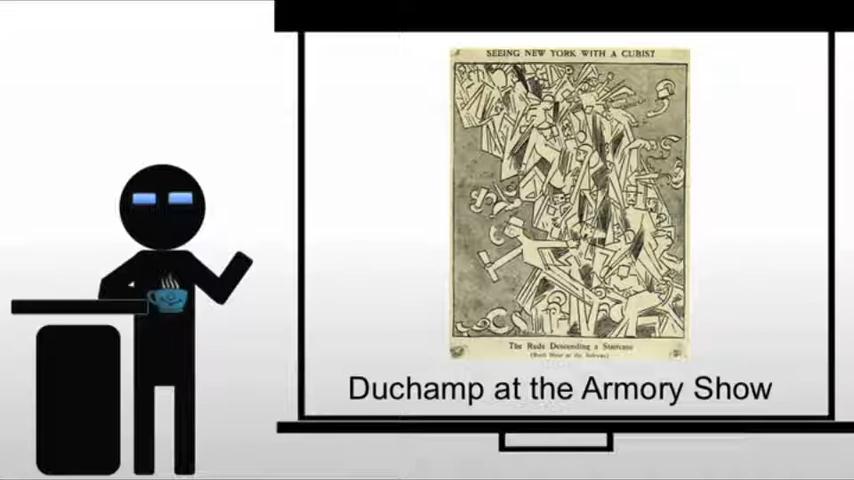 SEEING NEW YORK WITH A CUBIST
The Rude Descending a Staircase
(Rush Hour at the Subway)
Duchamp at the Armory Show